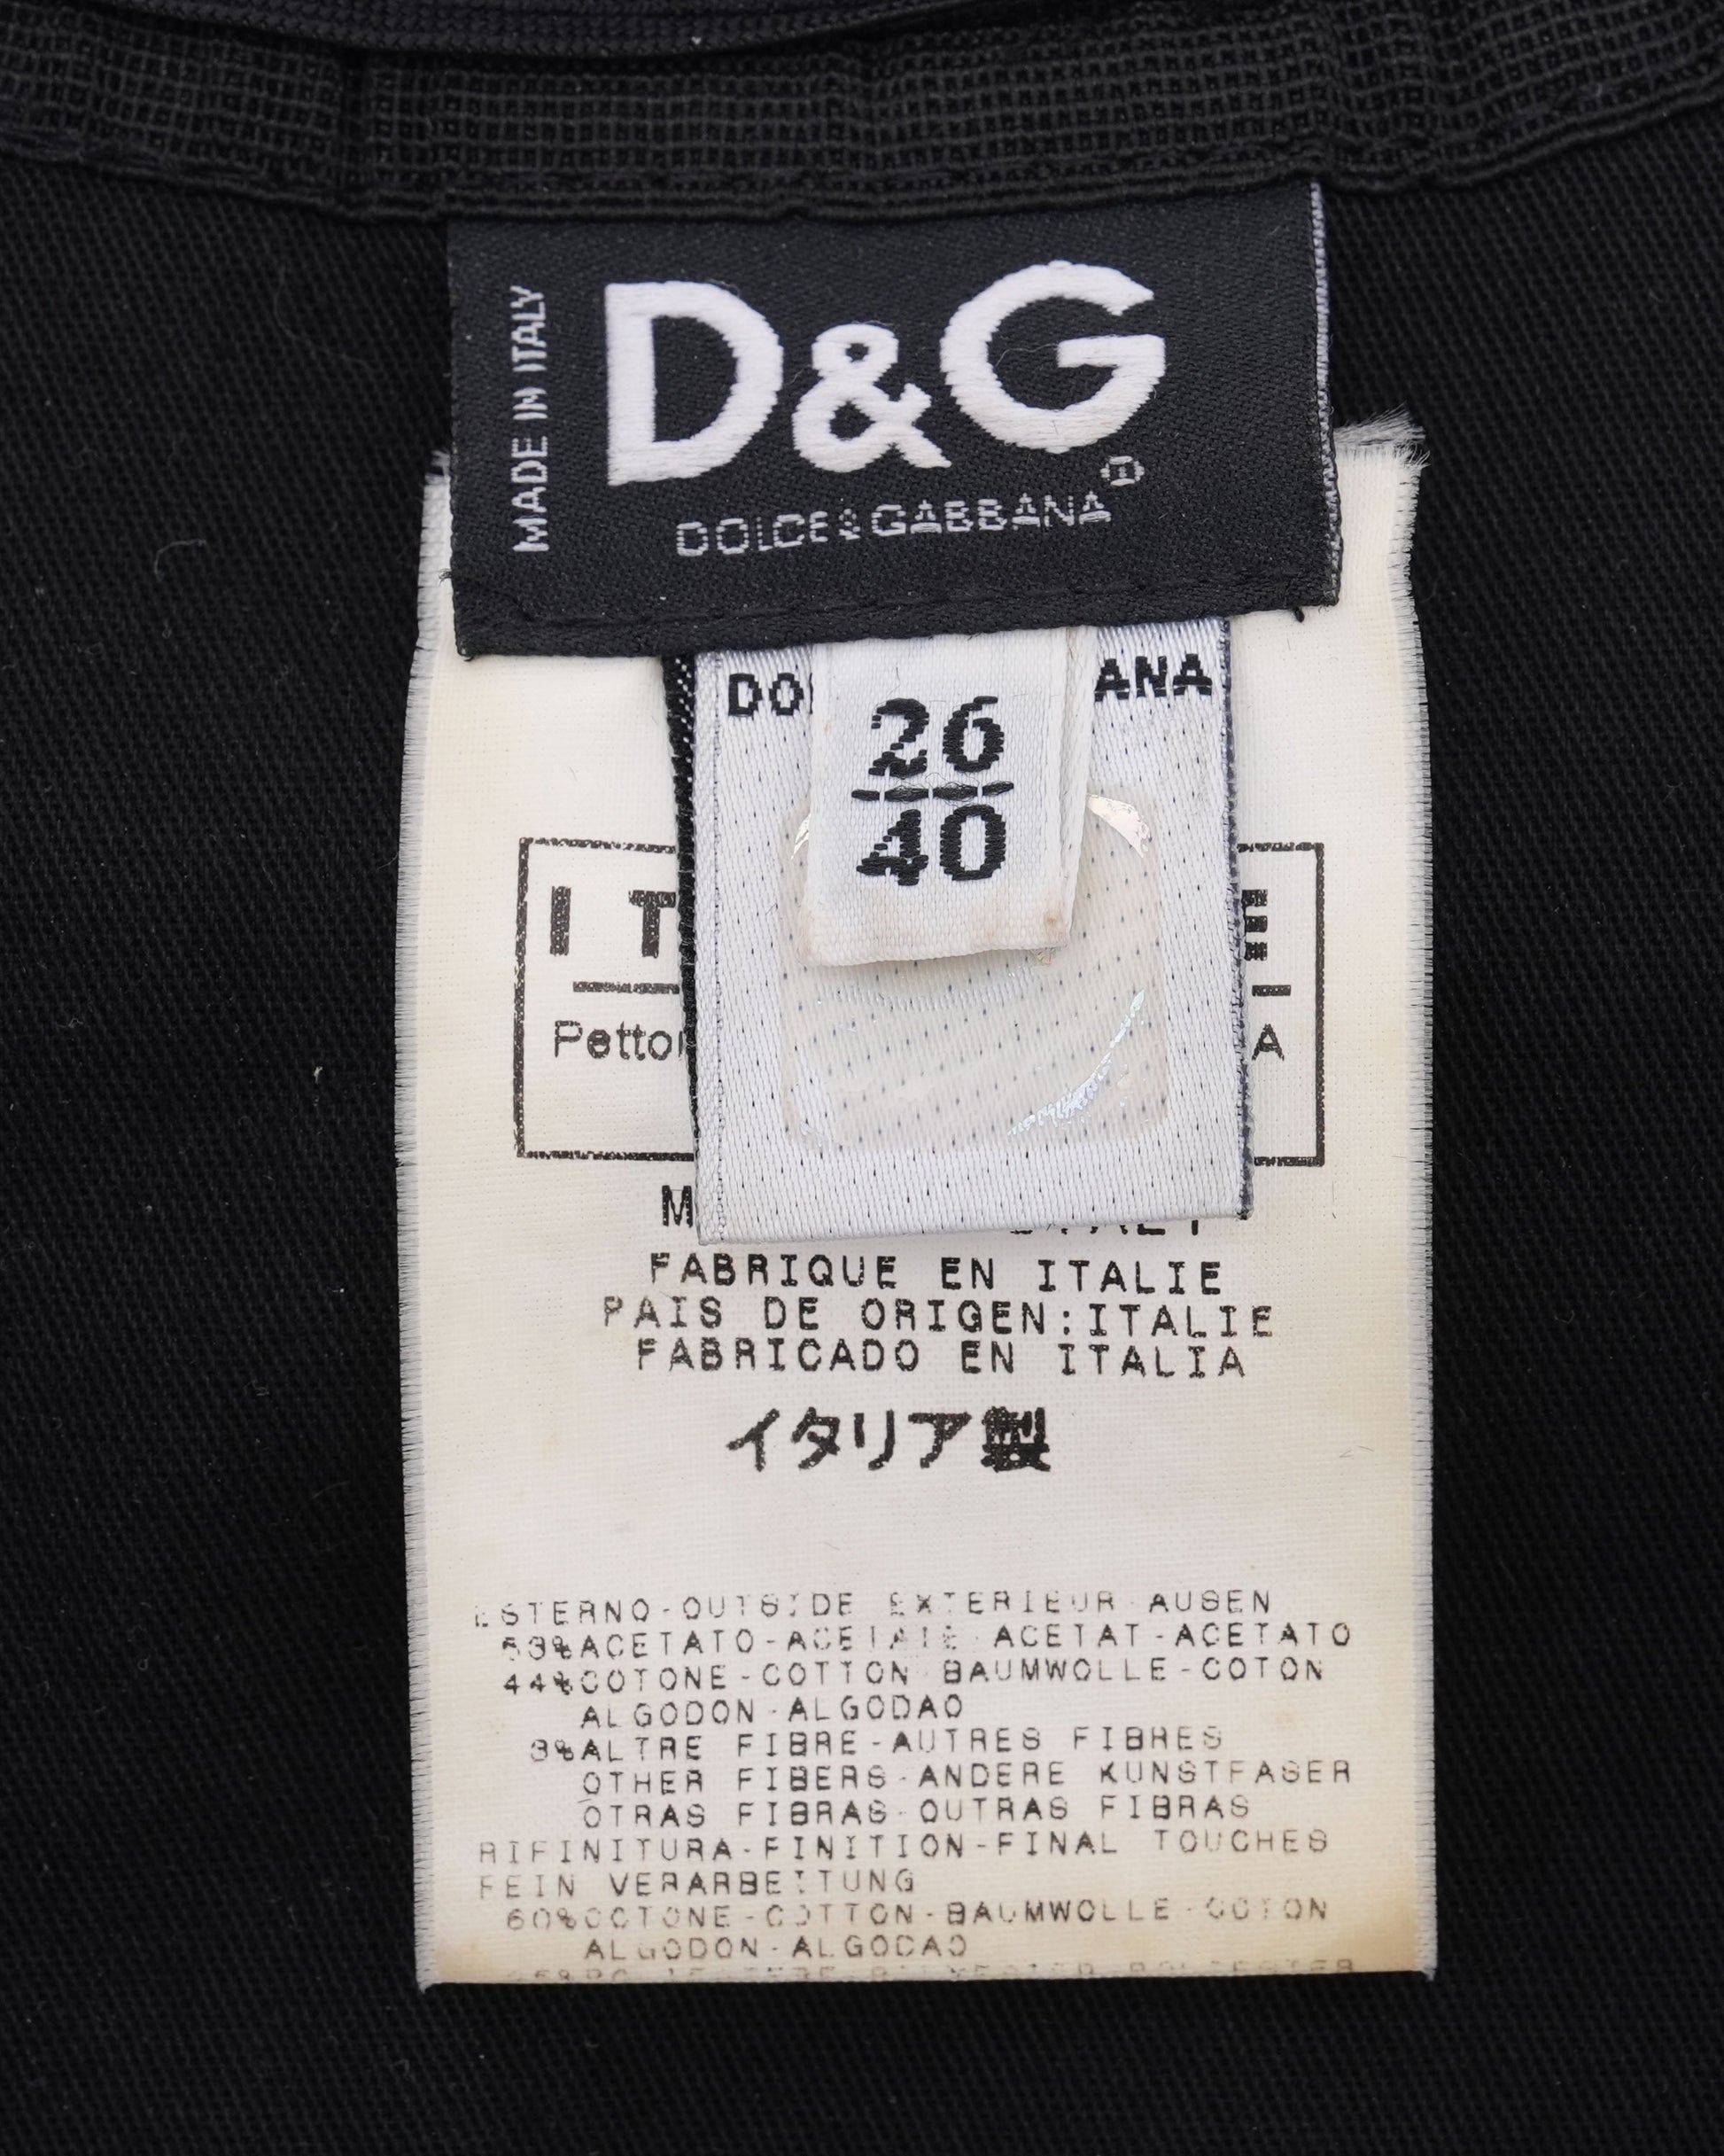 MADE IN ITALY
D&G
DOLCE&GABBANA®
26
40
FABRIQUE EN ITALIE
PAIS DE ORIGEN:ITALIE
FABRICADO EN ITALIA
イタリア製
ESTERNO-OUTSIDE EXTERIEUR AUSEN
53%ACETATO-ACETATE ACETAT-ACETATO
44%COTONE-COTTON BAUMWOLLE-COTON
ALGODON-ALGODAO
3%ALTRE FIBRE-AUTRES FIBRES
OTHER FIBERS-ANDERE KUNSTFASER
OTRAS FIBRAS-OUTRAS FIBRAS
RIFINITURA-FINITION-FINAL TOUCHES
FEIN VERARBEITUNG
60%COTONE-COTTON-BAUMWOLLE-COTON
ALGODON-ALGODAO